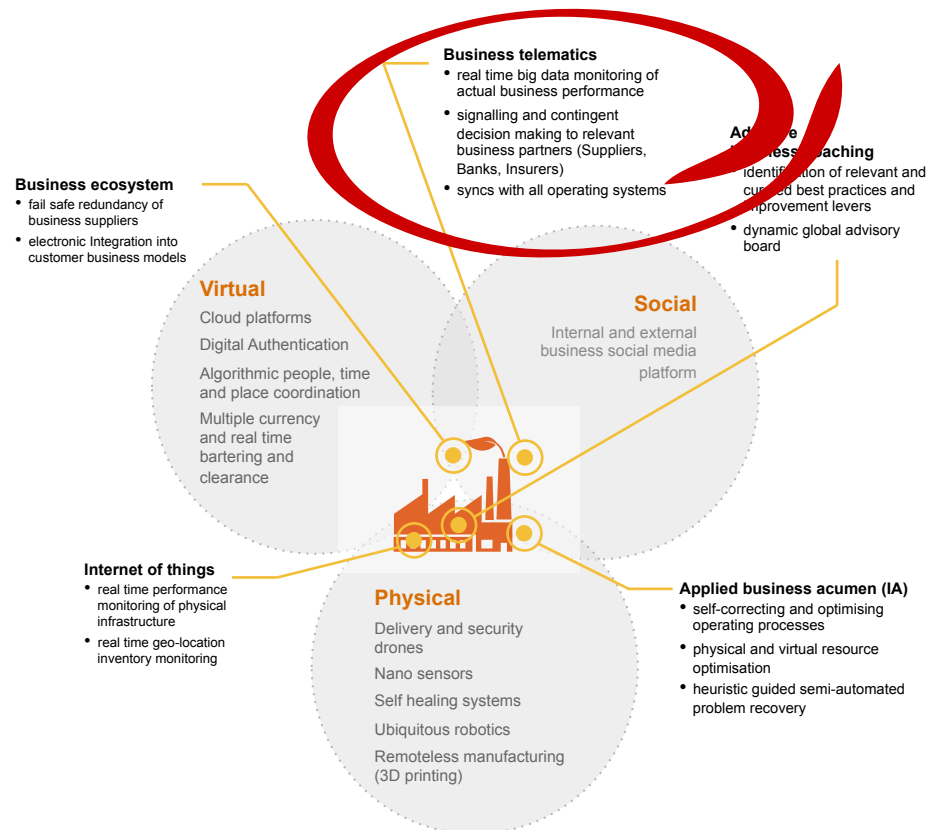 Business telematics
• real time big data monitoring of
actual business performance
• signalling and contingent
decision making to relevant
business partners (Suppliers,
Banks, Insurers)
• syncs with all operating systems
• identification of relevant and
best practices and
improvement levers
• dynamic global advisory
board
Business ecosystem
• fail safe redundancy of
business suppliers
• electronic Integration into
customer business models
Virtual
Cloud platforms
Digital Authentication
Algorithmic people, time
and place coordination
Multiple currency
and real time
bartering and
clearance
Social
Internal and external
business social media
platform
Internet of things
• real time performance
monitoring of physical
infrastructure
• real time geo-location
inventory monitoring
Physical
Delivery and security
drones
Nano sensors
Self healing systems
Ubiquitous robotics
Remoteless manufacturing
(3D printing)
Applied business acumen (IA)
• self-correcting and optimising
operating processes
• physical and virtual resource
optimisation
• heuristic guided semi-automated
problem recovery